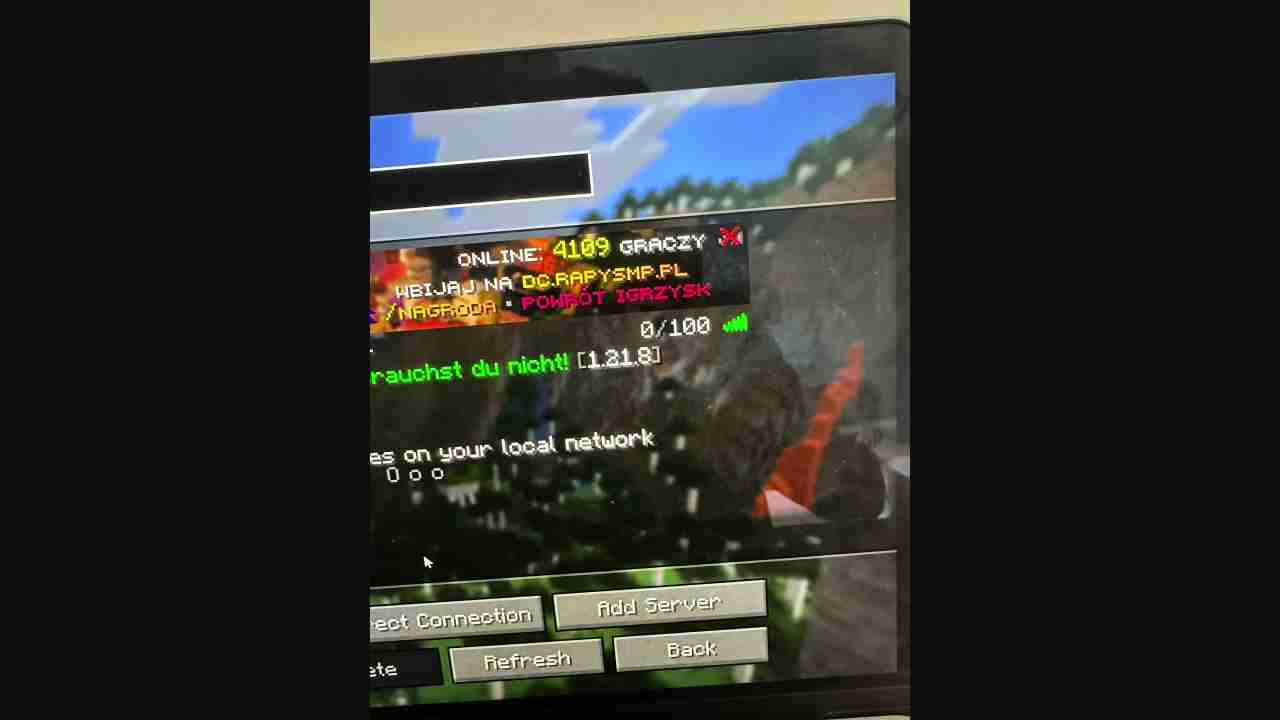 ONLINE: 4109 GRACZY
WBIJAJ NA DC.RAPYSMP.PL
/NAGRODA • POWRÓT IGRZYSK
0/100
rauchst du nicht! [1.21.8]
es on your local network
O o o
rect Connection
Add Server
ete
Refresh
Back